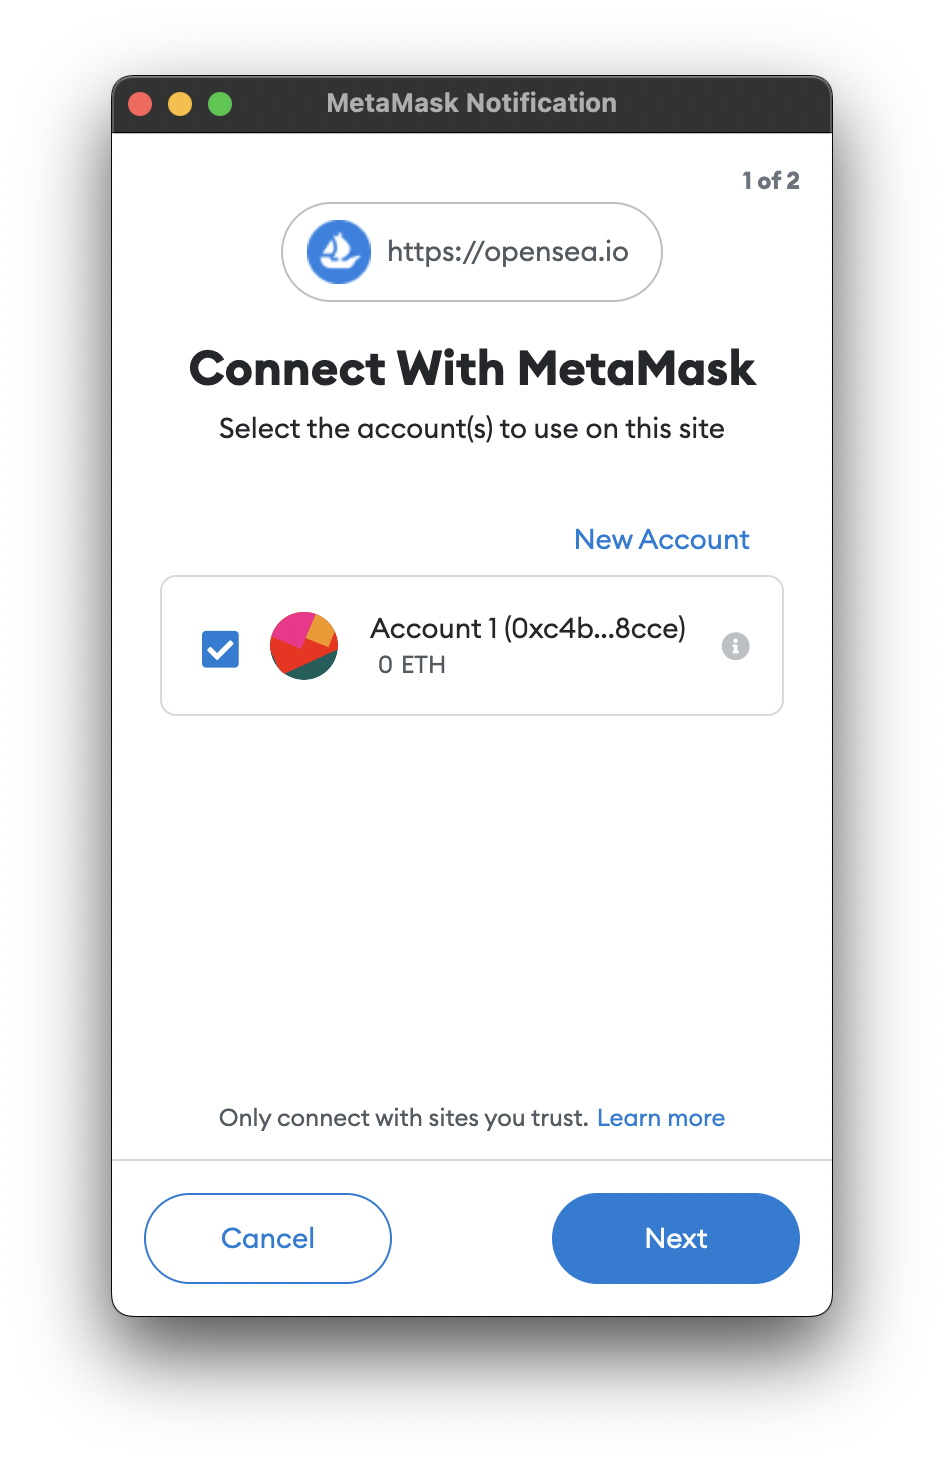 MetaMask Notification
1 of 2
https://opensea.io
Connect With MetaMask
Select the account(s) to use on this site
New Account
Account 1 (0xc4b...8cce)
0 ETH
Only connect with sites you trust. Learn more
Cancel
Next